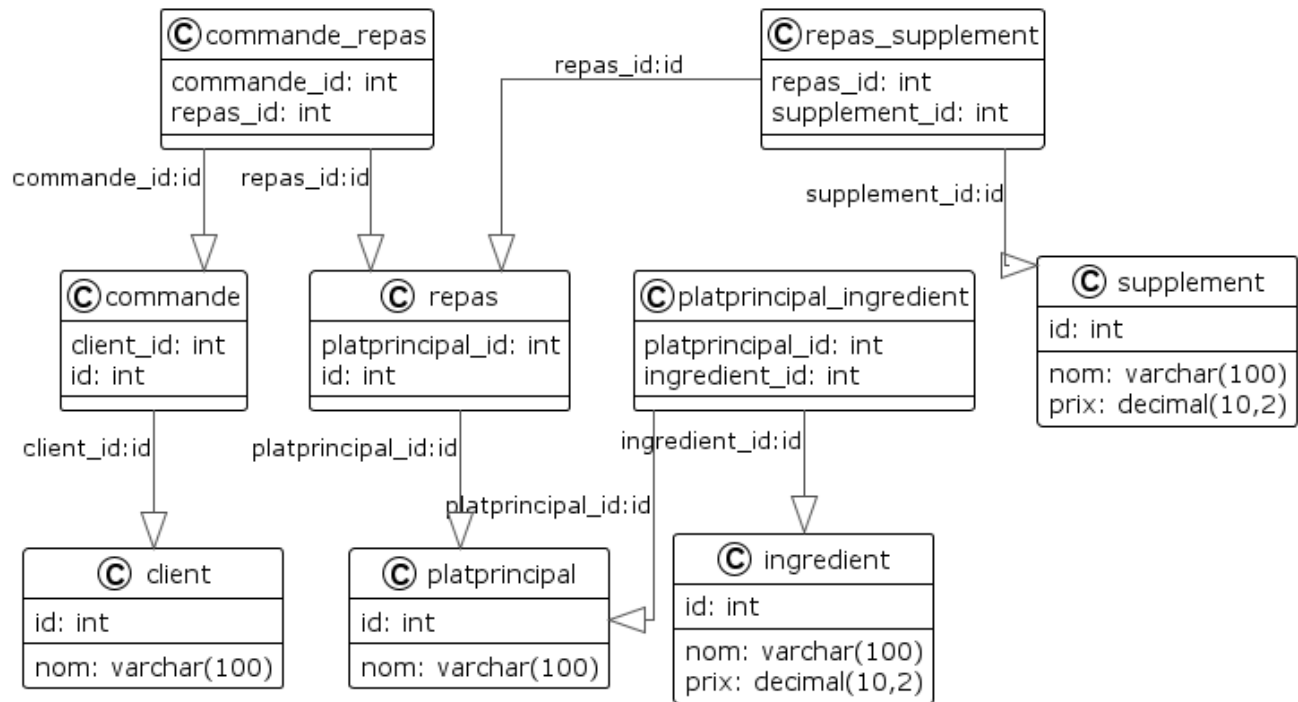 C commande_repas
commande_id: int
repas_id: int
C repas_supplement
repas_id: int
supplement_id: int
repas_id:id
commande_id:id
repas_id:id
supplement_id:id
C commande
client_id: int
id: int
C repas
platprincipal_id: int
id: int
C platprincipal_ingredient
platprincipal_id: int
ingredient_id: int
C supplement
id: int
nom: varchar(100)
prix: decimal(10,2)
client_id:id
platprincipal_id:id
ingredient_id:id
platprincipal_id:id
C client
id: int
nom: varchar(100)
C platprincipal
id: int
nom: varchar(100)
C ingredient
id: int
nom: varchar(100)
prix: decimal(10,2)